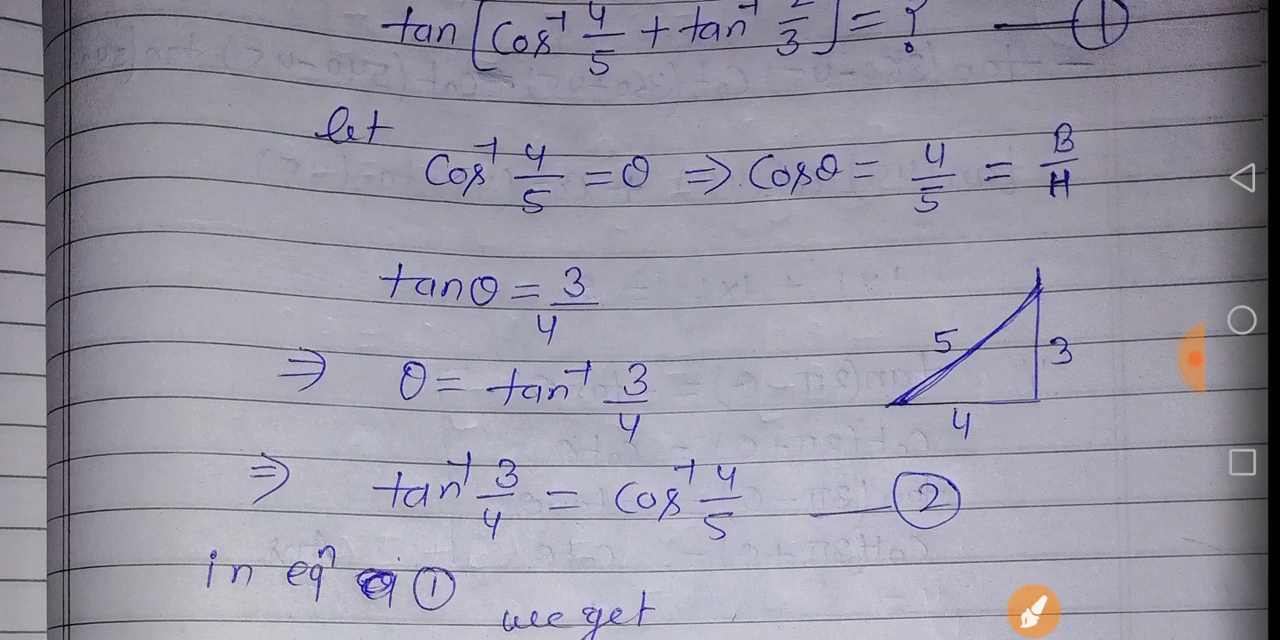 tan [cos⁻¹ 4/5 + tan⁻¹ 2/3] = ? — ①
let
Cos⁻¹ 4/5 = θ ⇒ Cosθ = 4/5 = B/H
tanθ = 3/4
⇒ θ = tan⁻¹ 3/4
5 3
4
⇒ tan⁻¹ 3/4 = Cos⁻¹ 4/5 — ②
in eqⁿ ①
we get